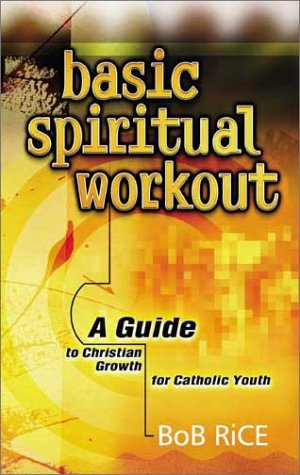 basic
spiritual
workout
A Guide
to Christian
Growth
for Catholic Youth
BoB RiCE